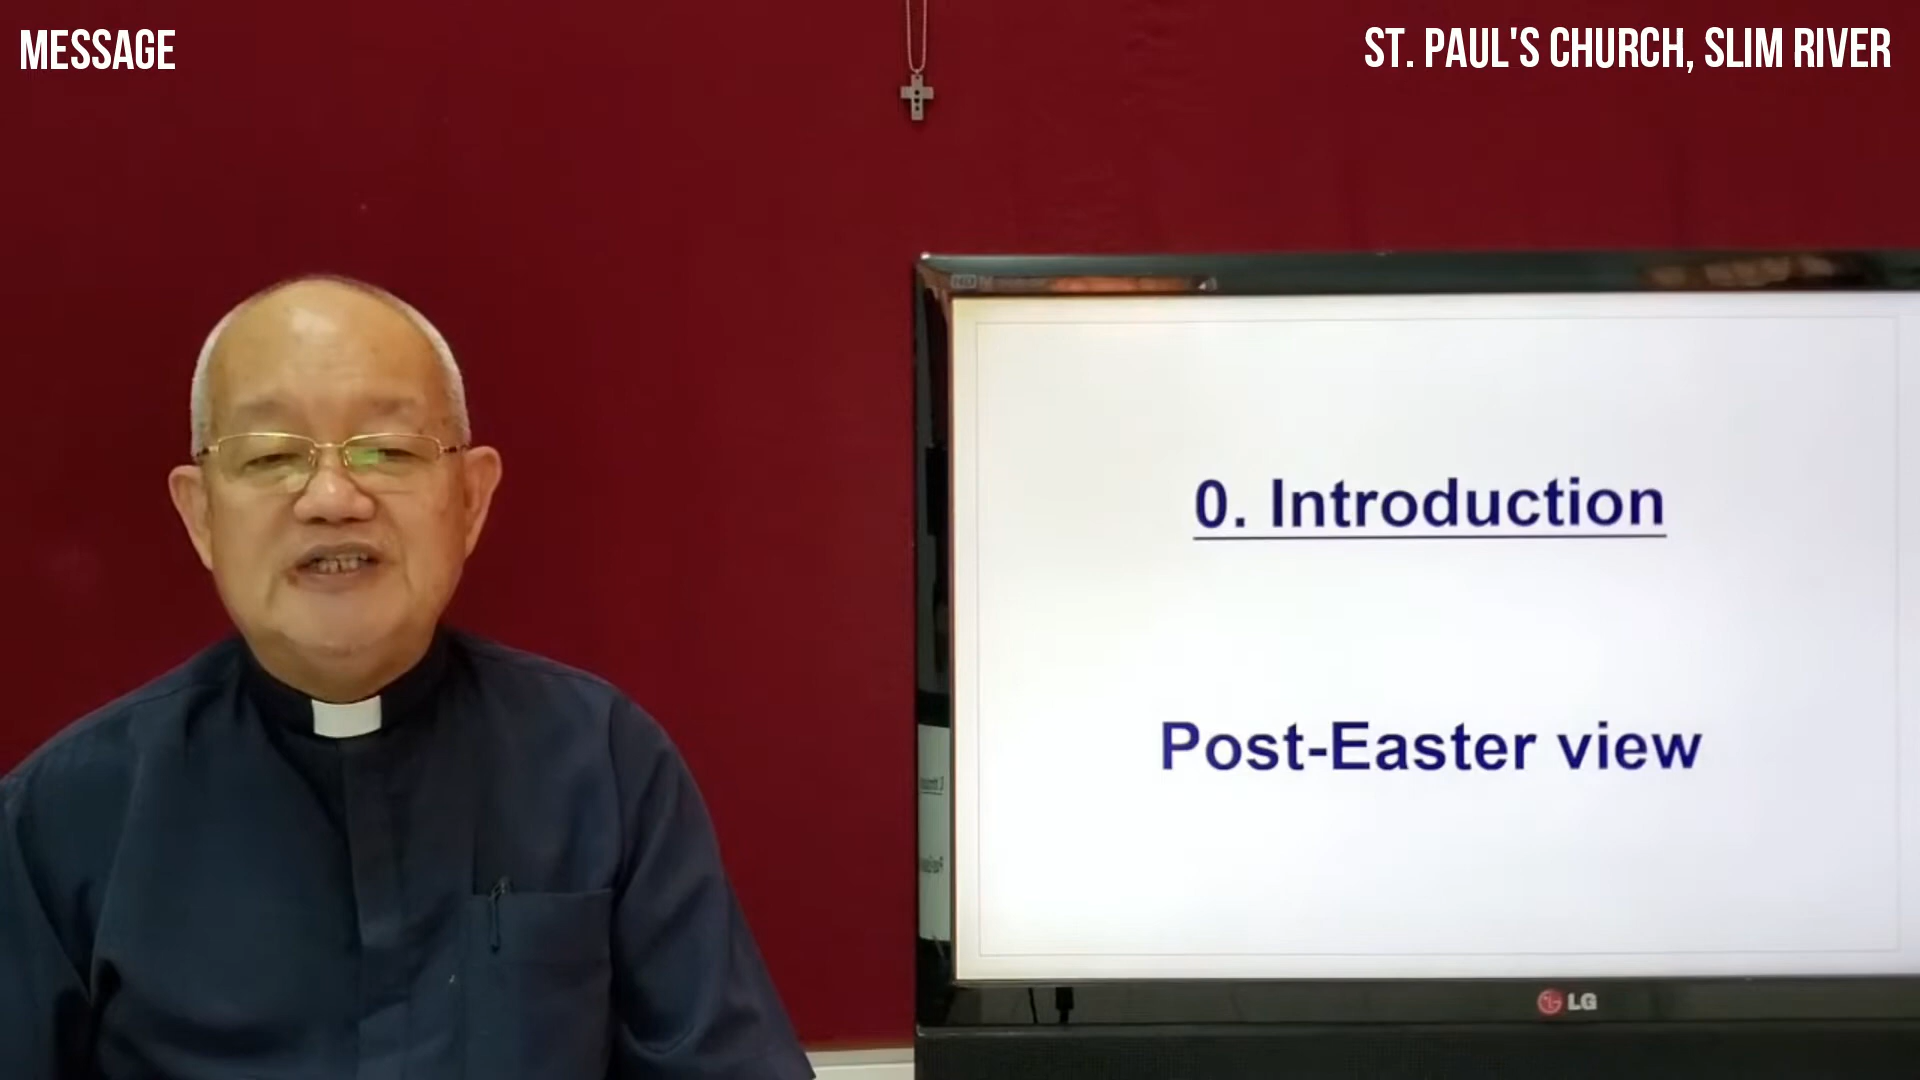 MESSAGE
ST. PAUL'S CHURCH, SLIM RIVER
0. Introduction
Post-Easter view
LG